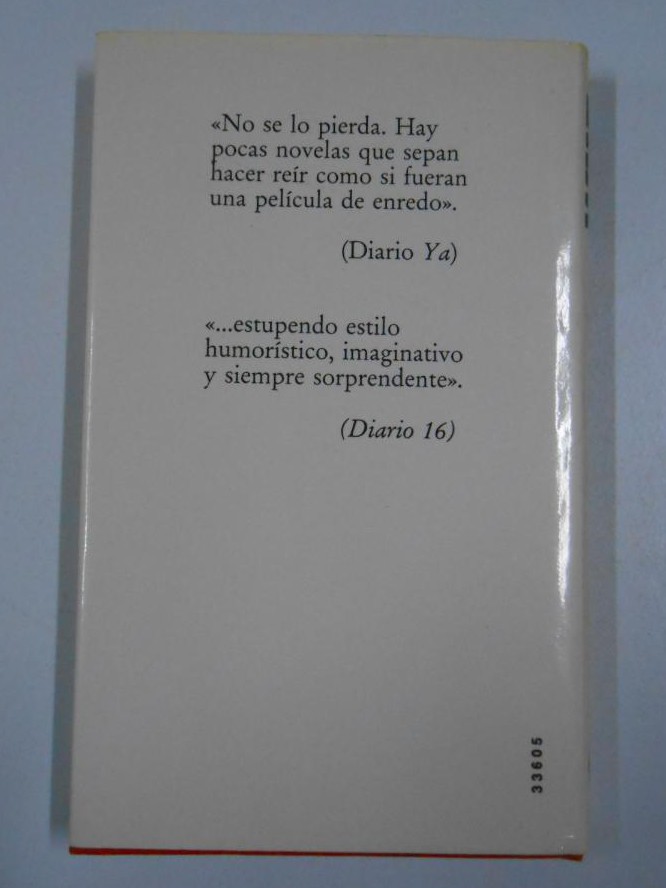 «No se lo pierda. Hay
pocas novelas que sepan
hacer reír como si fueran
una película de enredo».
(Diario Ya)
«...estupendo estilo
humorístico, imaginativo
y siempre sorprendente».
(Diario 16)
33605